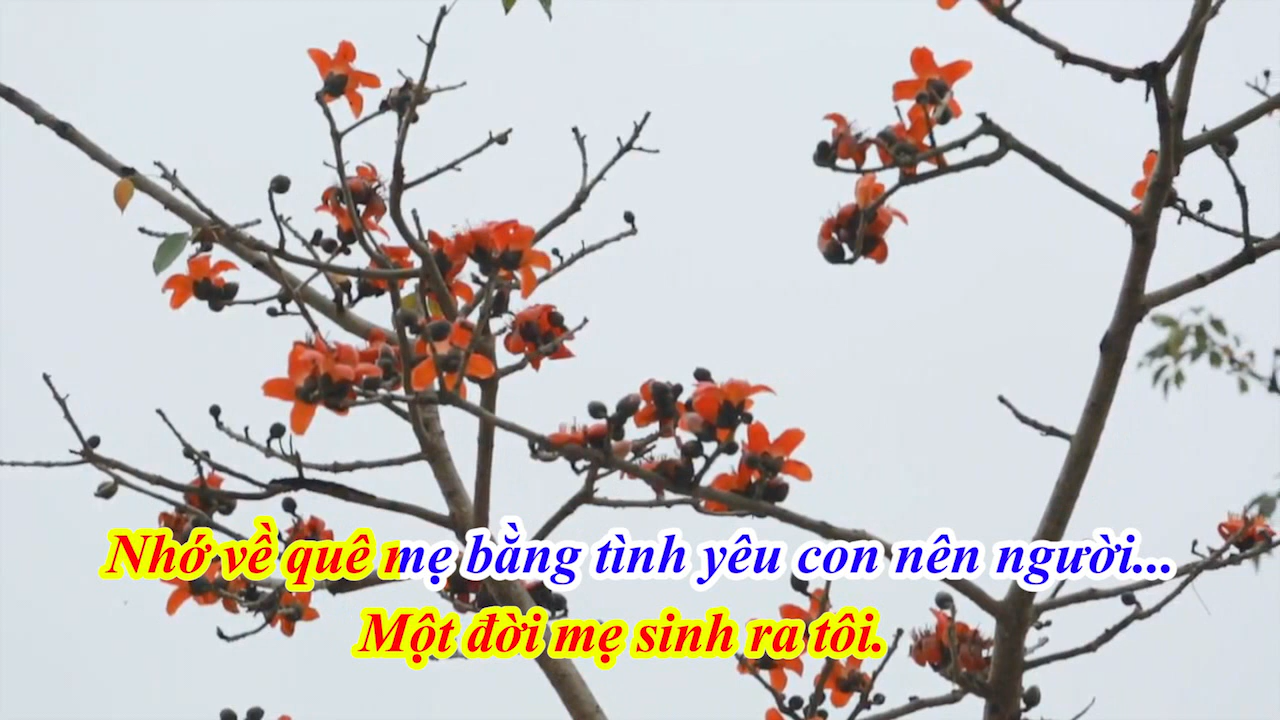 Nhớ về quê mẹ bằng tình yêu con nên người...
Một đời mẹ sinh ra tôi.